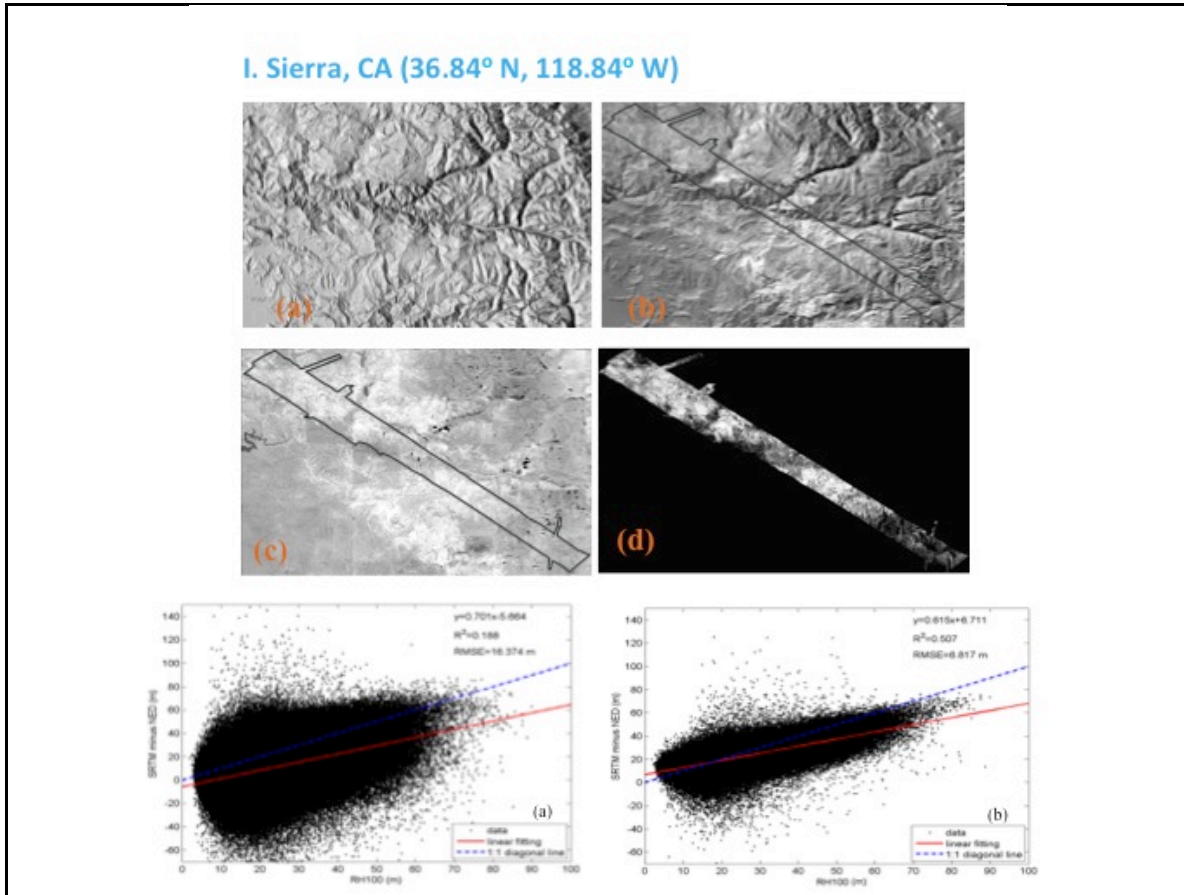 I. Sierra, CA (36.84° N, 118.84° W)
(a)
(b)
(c)
(d)
y=0.701x-5.664
R²=0.188
RMSE=16.374 m
SRTM minus NED (m)
140
120
100
80
60
40
20
0
-20
-40
-60
0 10 20 30 40 50 60 70 80 90 100
RH100 (m)
(a)
data
linear fitting
1:1 diagonal line
y=0.615x+6.711
R²=0.507
RMSE=6.817 m
SRTM minus NED (m)
140
120
100
80
60
40
20
0
-20
-40
-60
0 10 20 30 40 50 60 70 80 90 100
RH100 (m)
(b)
data
linear fitting
1:1 diagonal line